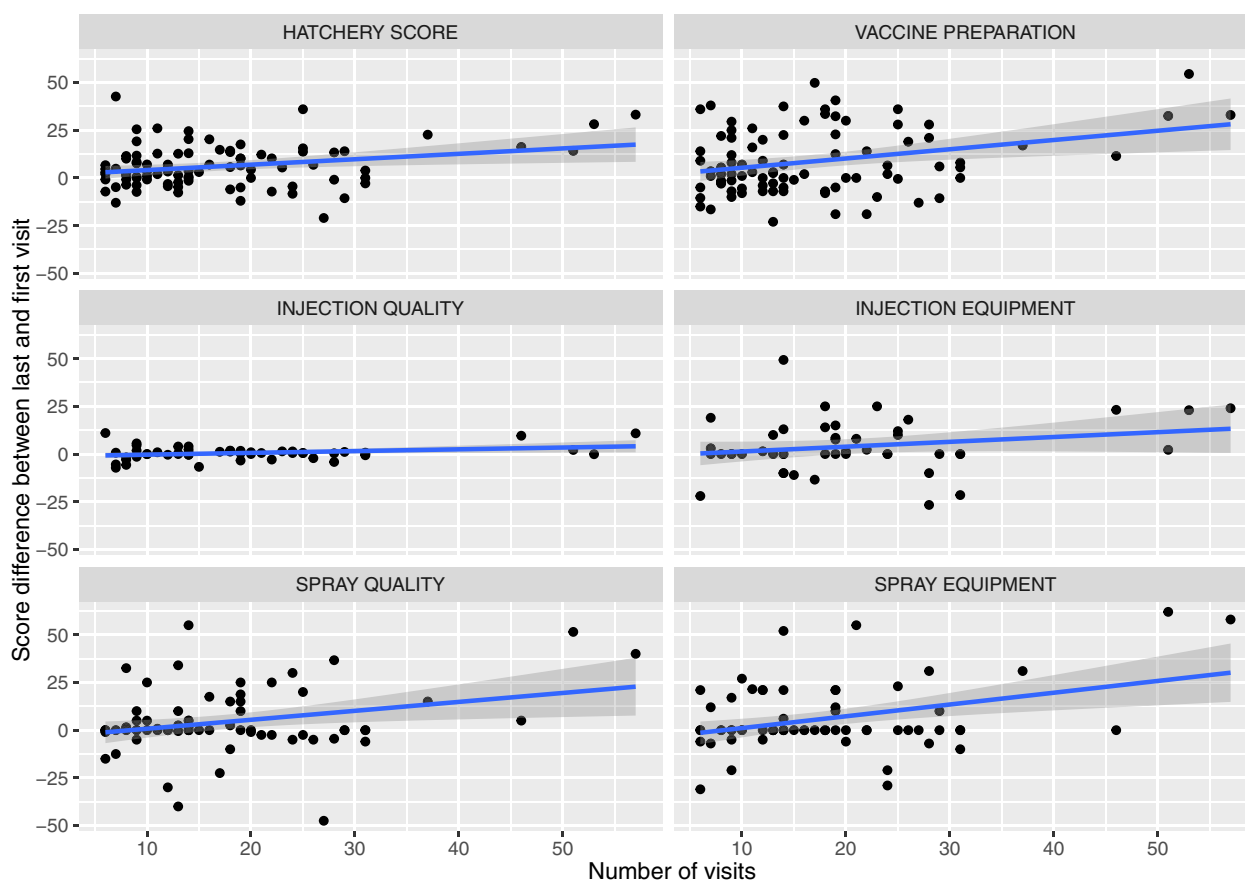 HATCHERY SCORE
VACCINE PREPARATION
50
25
0
−25
−50
INJECTION QUALITY
INJECTION EQUIPMENT
50
25
0
−25
−50
SPRAY QUALITY
SPRAY EQUIPMENT
50
25
0
−25
−50
10 20 30 40 50
10 20 30 40 50
Number of visits
Score difference between last and first visit